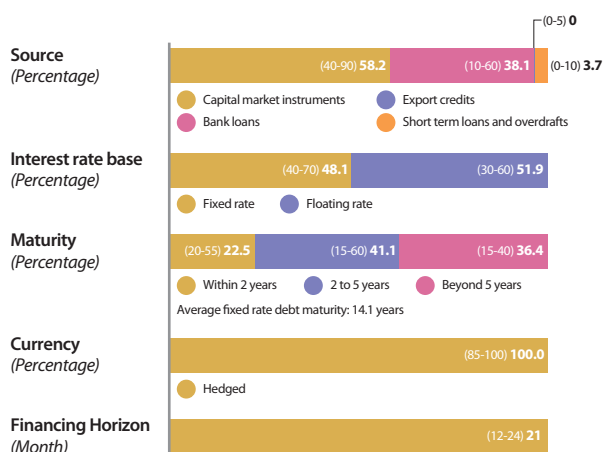 (0-5) 0
Source
(Percentage)
(40-90) 58.2
(10-60) 38.1
(0-10) 3.7
Capital market instruments
Export credits
Bank loans
Short term loans and overdrafts
Interest rate base
(Percentage)
(40-70) 48.1
(30-60) 51.9
Fixed rate
Floating rate
Maturity
(Percentage)
(20-55) 22.5
(15-60) 41.1
(15-40) 36.4
Within 2 years
2 to 5 years
Beyond 5 years
Average fixed rate debt maturity: 14.1 years
Currency
(Percentage)
(85-100) 100.0
Hedged
Financing Horizon
(Month)
(12-24) 21